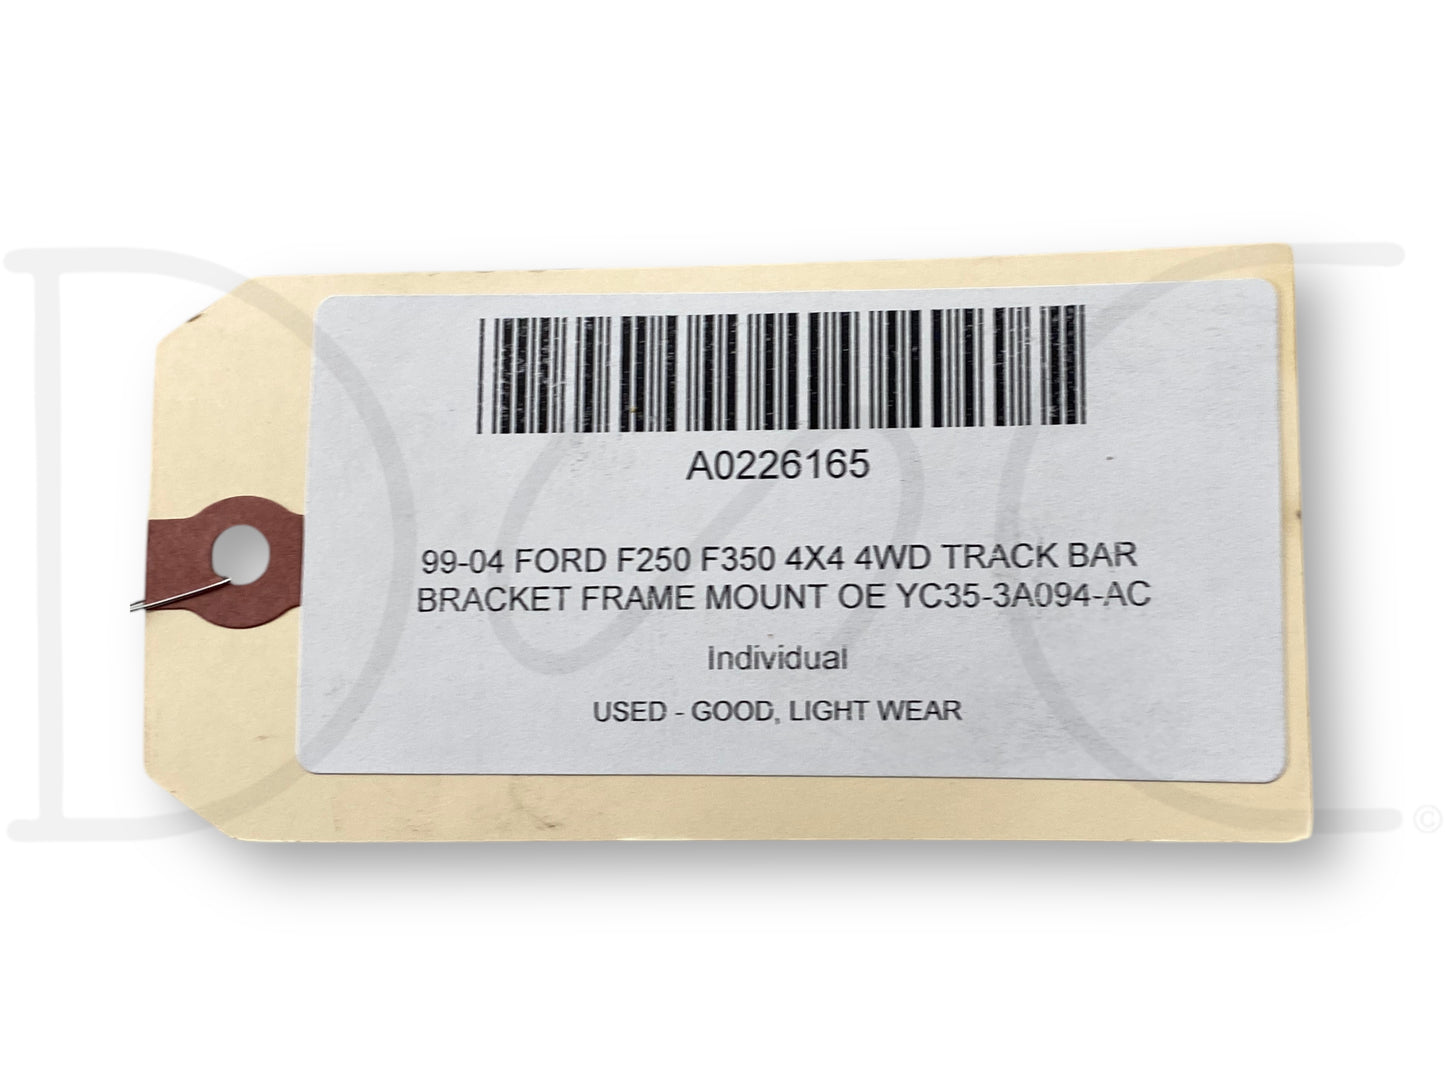 A0226165
99-04 FORD F250 F350 4X4 4WD TRACK BAR
BRACKET FRAME MOUNT OE YC35-3A094-AC
Individual
USED - GOOD, LIGHT WEAR
©